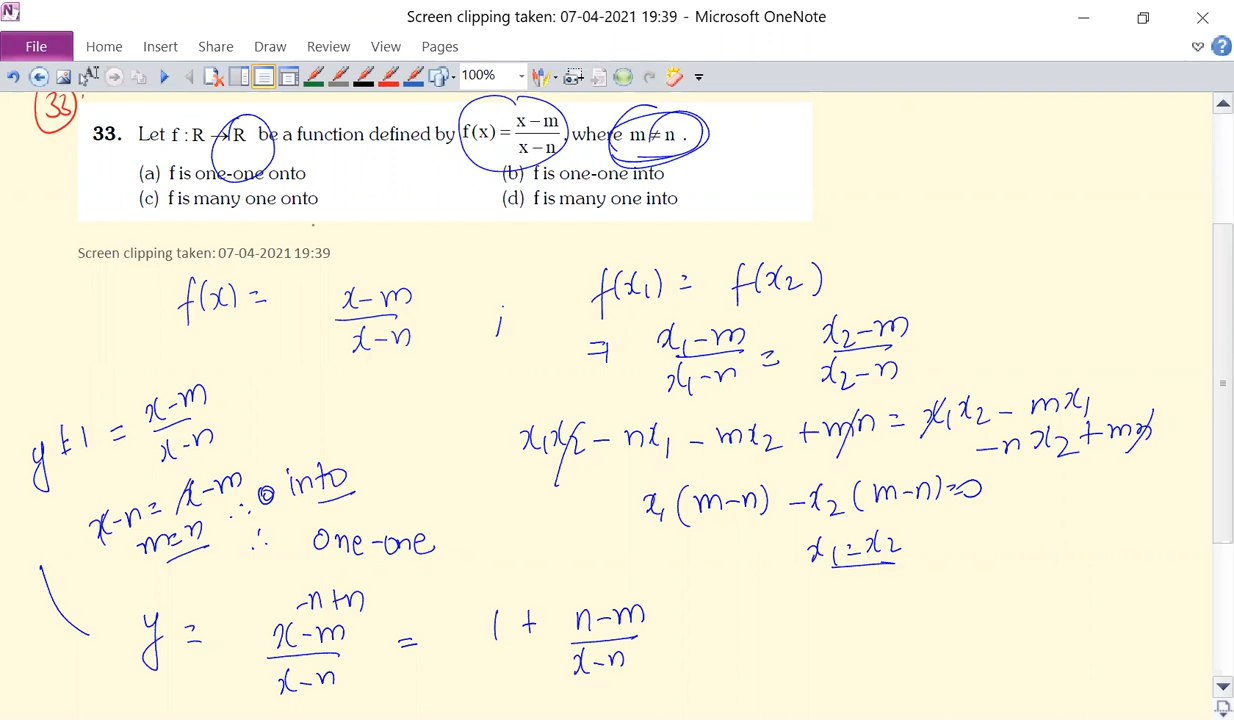 Screen clipping taken: 07-04-2021 19:39 - Microsoft OneNote
File Home Insert Share Draw Review View Pages
100%
33
33. Let f : R → R be a function defined by f(x) = (x – m)/(x – n), where m ≠ n .
(a) f is one-one onto (b) f is one-one into
(c) f is many one onto (d) f is many one into
Screen clipping taken: 07-04-2021 19:39
f(x) = (x-m)/(x-n) ;
f(x₁) = f(x₂)
⇒ (x₁-m)/(x₁-n) = (x₂-m)/(x₂-n)
x₁x₂ - nx₁ - mx₂ + mn = x₁x₂ - mx₁
-nx₂ + mn
x₁(m-n) - x₂(m-n) = 0
x₁ = x₂
y ≠ 1 = (x-m)/(x-n)
x-n = x-m ∴ into
m = n ∴ one-one
-n+n
y = (x-m)/(x-n) = 1 + (n-m)/(x-n)